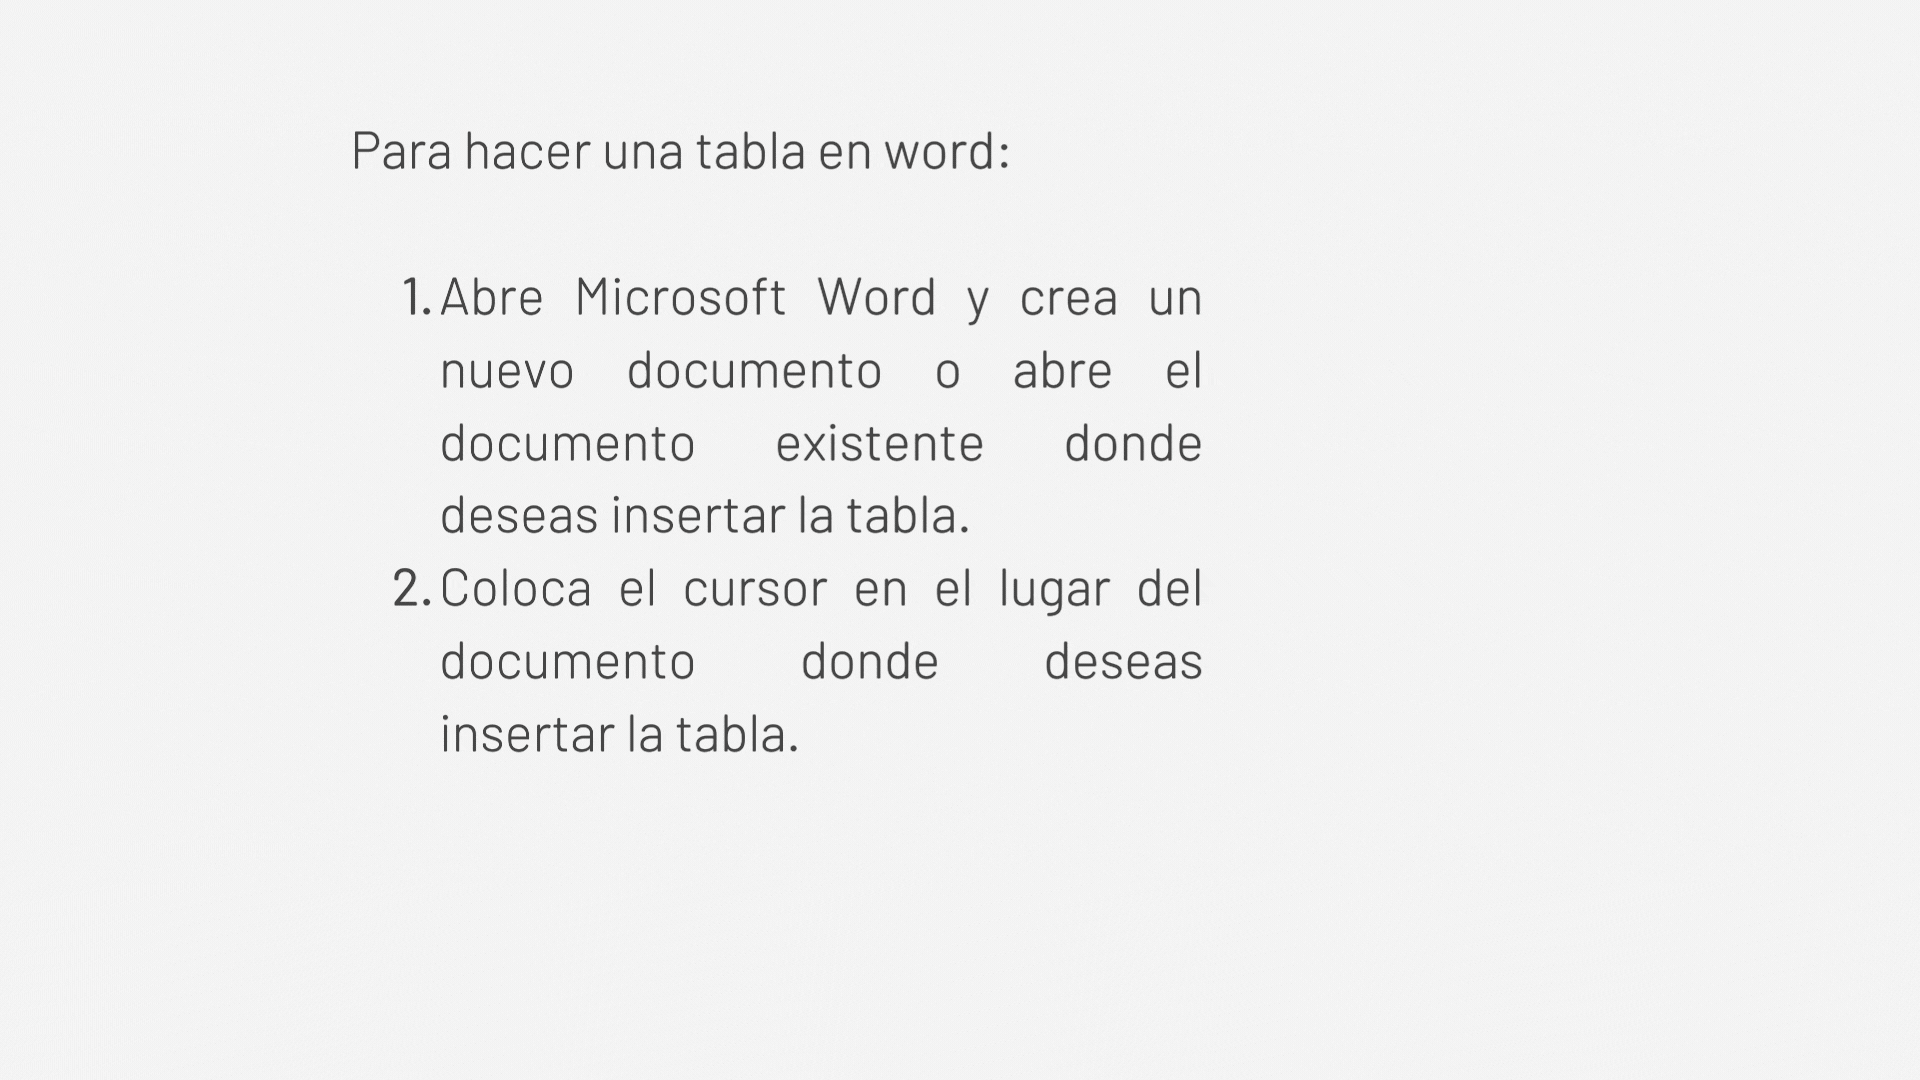 Para hacer una tabla en word:
1. Abre Microsoft Word y crea un
nuevo documento o abre el
documento existente donde
deseas insertar la tabla.
2. Coloca el cursor en el lugar del
documento donde deseas
insertar la tabla.